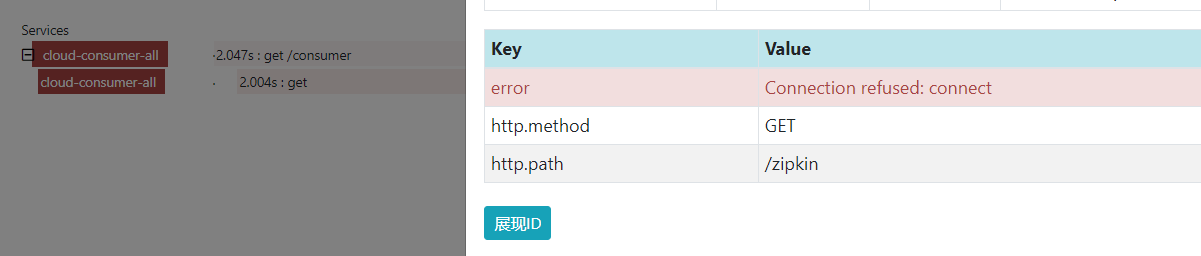 Services
cloud-consumer-all
·2.047s : get /consumer
cloud-consumer-all
· 2.004s : get
Key Value
error Connection refused: connect
http.method GET
http.path /zipkin
展现ID